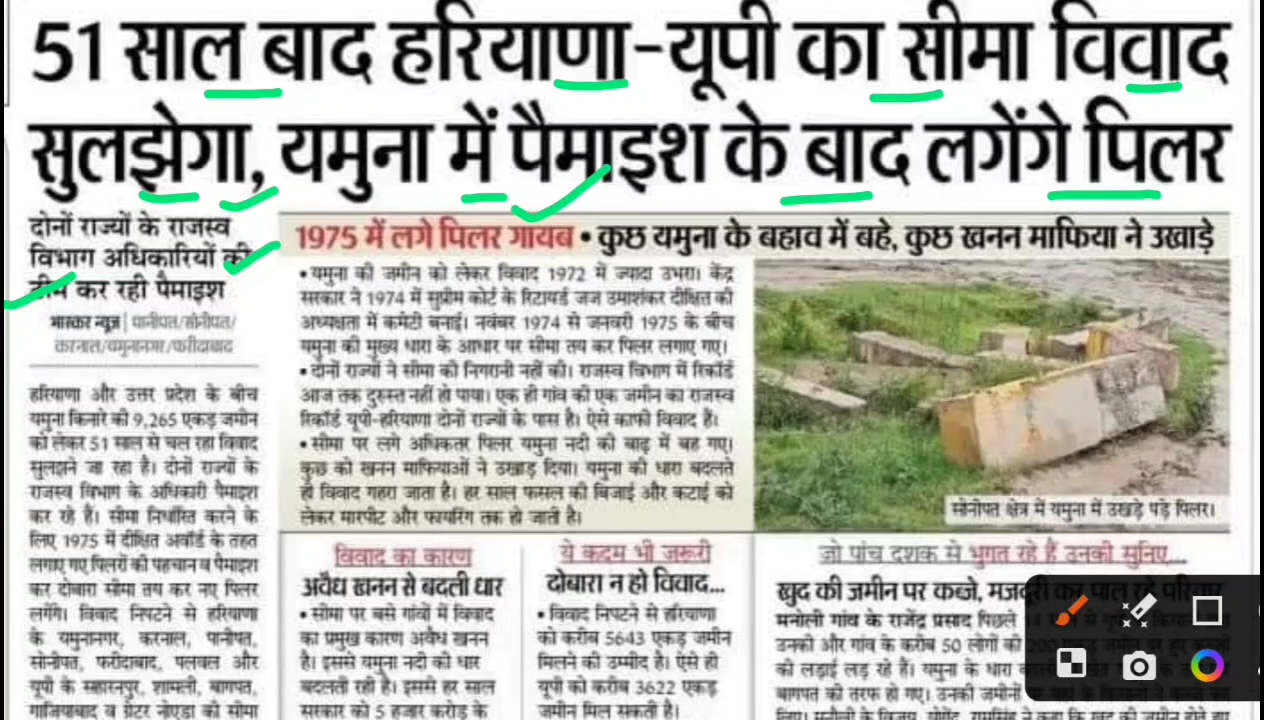 51 साल बाद हरियाणा-यूपी का सीमा विवाद
सुलझेगा, यमुना में पैमाइश के बाद लगेंगे पिलर
दोनों राज्यों के राजस्व
विभाग अधिकारियों की
टीम कर रही पैमाइश
भास्कर न्यूज | पानीपत/सोनीपत/
करनाल/यमुनानगर/फरीदाबाद
हरियाणा और उत्तर प्रदेश के बीच
यमुना किनारे की 9,265 एकड़ जमीन
को लेकर 51 साल से चल रहा विवाद
सुलझने जा रहा है। दोनों राज्यों के
राजस्व विभाग के अधिकारी पैमाइश
कर रहे हैं। सीमा निर्धारित करने के
लिए 1975 में दीक्षित अवॉर्ड के तहत
लगाए गए पिलरों की पहचान व पैमाइश
कर दोबारा सीमा तय कर नए पिलर
लगेंगे। विवाद निपटने से हरियाणा
के यमुनानगर, करनाल, पानीपत,
सोनीपत, फरीदाबाद, पलवल और
यूपी के सहारनपुर, शामली, बागपत,
गाजियाबाद व ग्रेटर नोएडा की सीमा
1975 में लगे पिलर गायब • कुछ यमुना के बहाव में बहे, कुछ खनन माफिया ने उखाड़े
• यमुना की जमीन को लेकर विवाद 1972 में ज्यादा उभरा। केंद्र
सरकार ने 1974 में सुप्रीम कोर्ट के रिटायर्ड जज उमाशंकर दीक्षित की
अध्यक्षता में कमेटी बनाई। नवंबर 1974 से जनवरी 1975 के बीच
यमुना की मुख्य धारा के आधार पर सीमा तय कर पिलर लगाए गए।
• दोनों राज्यों ने सीमा की निगरानी नहीं की। राजस्व विभाग में रिकॉर्ड
आज तक दुरुस्त नहीं हो पाया। एक ही गांव की एक जमीन का राजस्व
रिकॉर्ड यूपी-हरियाणा दोनों राज्यों के पास है। ऐसे काफी विवाद हैं।
• सीमा पर लगे अधिकतर पिलर यमुना नदी की बाढ़ में बह गए।
कुछ को खनन माफियाओं ने उखाड़ दिया। यमुना की धारा बदलते
ही विवाद गहरा जाता है। हर साल फसल की बिजाई और कटाई को
लेकर मारपीट और फायरिंग तक हो जाती है।
सोनीपत क्षेत्र में यमुना में उखड़े पड़े पिलर।
विवाद का कारण
अवैध खनन से बदली धार
• सीमा पर बसे गांवों में विवाद
का प्रमुख कारण अवैध खनन
है। इससे यमुना नदी की धार
बदलती रही है। इससे हर साल
सरकार को 5 हजार करोड़ के
ये कदम भी जरूरी
दोबारा न हो विवाद...
• विवाद निपटने से हरियाणा
को करीब 5643 एकड़ जमीन
मिलने की उम्मीद है। ऐसे ही
यूपी को करीब 3622 एकड़
जमीन मिल सकती है।
जो पांच दशक से भुगत रहे हैं उनकी सुनिए...
खुद की जमीन पर कब्जे, मजदूरी कर पाल रहे परिवार
मनोली गांव के राजेंद्र प्रसाद पिछले
उनको और गांव के करीब 50 लोगों की
की लड़ाई लड़ रहे हैं। यमुना के धारा
बागपत की तरफ हो गए। उनकी जमीनों